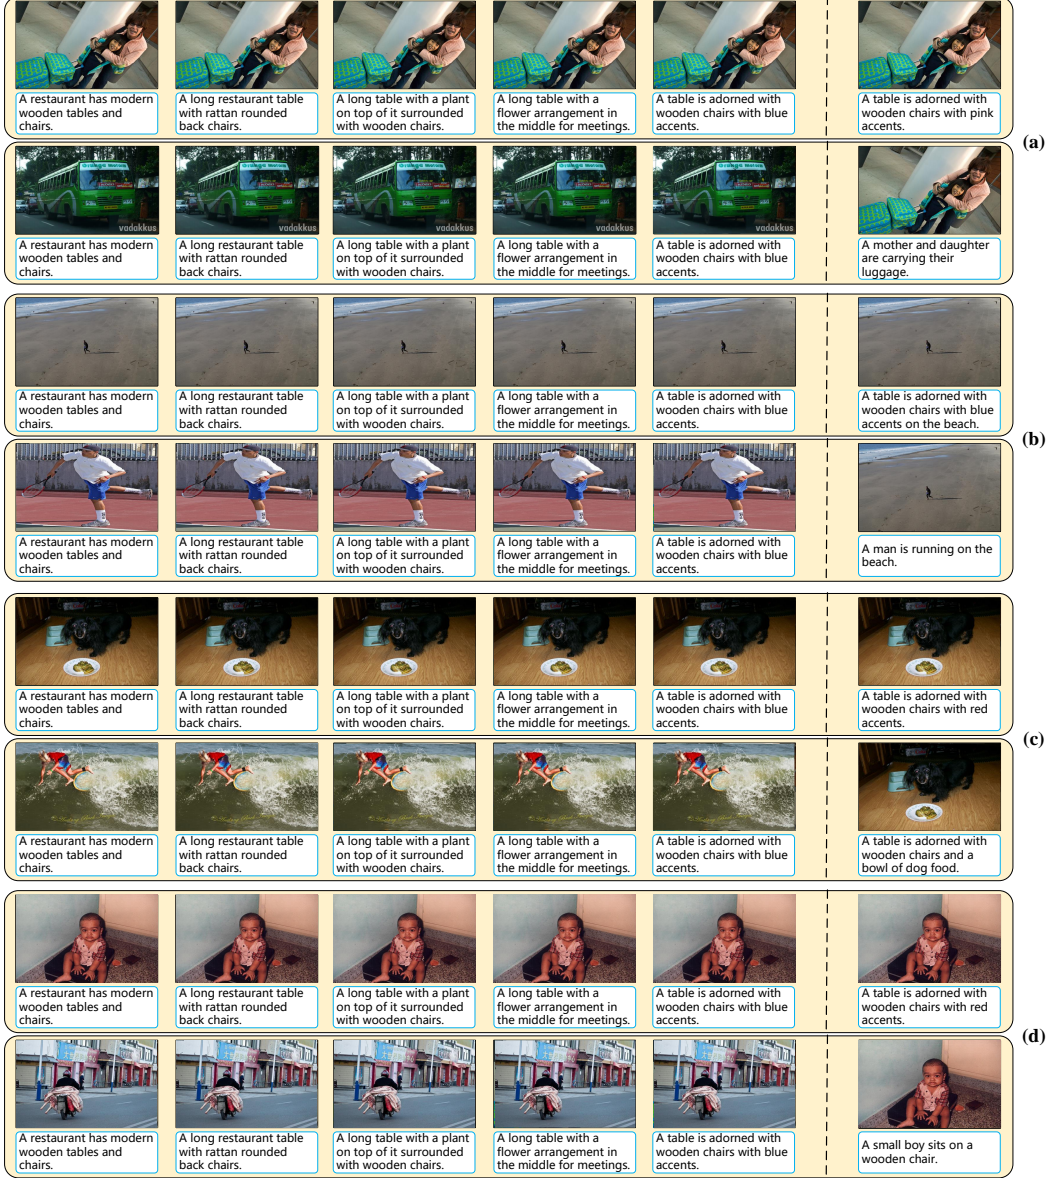 A restaurant has modern
wooden tables and
chairs.
A long restaurant table
with rattan rounded
back chairs.
A long table with a plant
on top of it surrounded
with wooden chairs.
A long table with a
flower arrangement in
the middle for meetings.
A table is adorned with
wooden chairs with blue
accents.
A table is adorned with
wooden chairs with pink
accents.
(a)
vadakkus
vadakkus
vadakkus
vadakkus
vadakkus
A restaurant has modern
wooden tables and
chairs.
A long restaurant table
with rattan rounded
back chairs.
A long table with a plant
on top of it surrounded
with wooden chairs.
A long table with a
flower arrangement in
the middle for meetings.
A table is adorned with
wooden chairs with blue
accents.
A mother and daughter
are carrying their
luggage.
A restaurant has modern
wooden tables and
chairs.
A long restaurant table
with rattan rounded
back chairs.
A long table with a plant
on top of it surrounded
with wooden chairs.
A long table with a
flower arrangement in
the middle for meetings.
A table is adorned with
wooden chairs with blue
accents.
A table is adorned with
wooden chairs with blue
accents on the beach.
(b)
A restaurant has modern
wooden tables and
chairs.
A long restaurant table
with rattan rounded
back chairs.
A long table with a plant
on top of it surrounded
with wooden chairs.
A long table with a
flower arrangement in
the middle for meetings.
A table is adorned with
wooden chairs with blue
accents.
A man is running on the
beach.
A restaurant has modern
wooden tables and
chairs.
A long restaurant table
with rattan rounded
back chairs.
A long table with a plant
on top of it surrounded
with wooden chairs.
A long table with a
flower arrangement in
the middle for meetings.
A table is adorned with
wooden chairs with blue
accents.
A table is adorned with
wooden chairs with red
accents.
(c)
A restaurant has modern
wooden tables and
chairs.
A long restaurant table
with rattan rounded
back chairs.
A long table with a plant
on top of it surrounded
with wooden chairs.
A long table with a
flower arrangement in
the middle for meetings.
A table is adorned with
wooden chairs with blue
accents.
A table is adorned with
wooden chairs and a
bowl of dog food.
A restaurant has modern
wooden tables and
chairs.
A long restaurant table
with rattan rounded
back chairs.
A long table with a plant
on top of it surrounded
with wooden chairs.
A long table with a
flower arrangement in
the middle for meetings.
A table is adorned with
wooden chairs with blue
accents.
A table is adorned with
wooden chairs with red
accents.
(d)
A restaurant has modern
wooden tables and
chairs.
A long restaurant table
with rattan rounded
back chairs.
A long table with a plant
on top of it surrounded
with wooden chairs.
A long table with a
flower arrangement in
the middle for meetings.
A table is adorned with
wooden chairs with blue
accents.
A small boy sits on a
wooden chair.